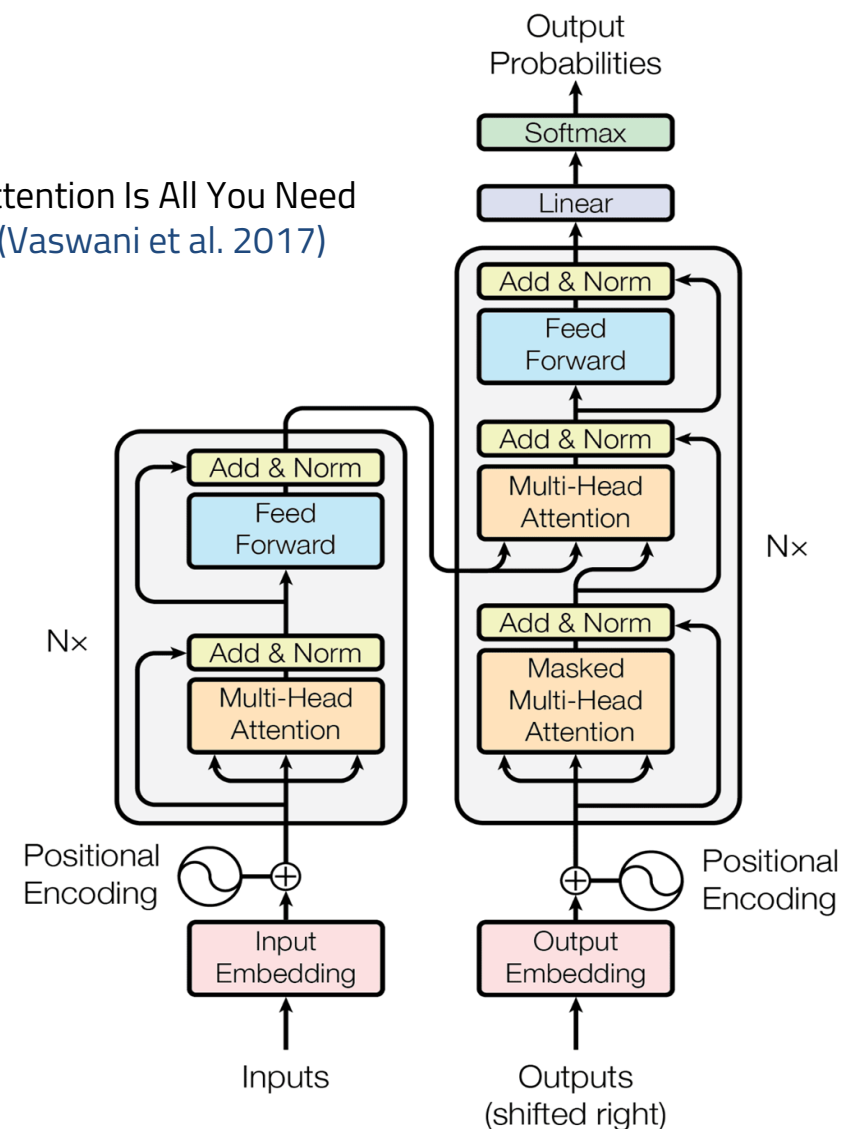 Output
Probabilities
Softmax
ttention Is All You Need
(Vaswani et al. 2017)
Linear
Add & Norm
Feed
Forward
Add & Norm
Multi-Head
Attention
Nx
Add & Norm
Masked
Multi-Head
Attention
Add & Norm
Feed
Forward
Nx
Add & Norm
Multi-Head
Attention
Positional
Encoding
Positional
Encoding
Input
Embedding
Output
Embedding
Inputs
Outputs
(shifted right)